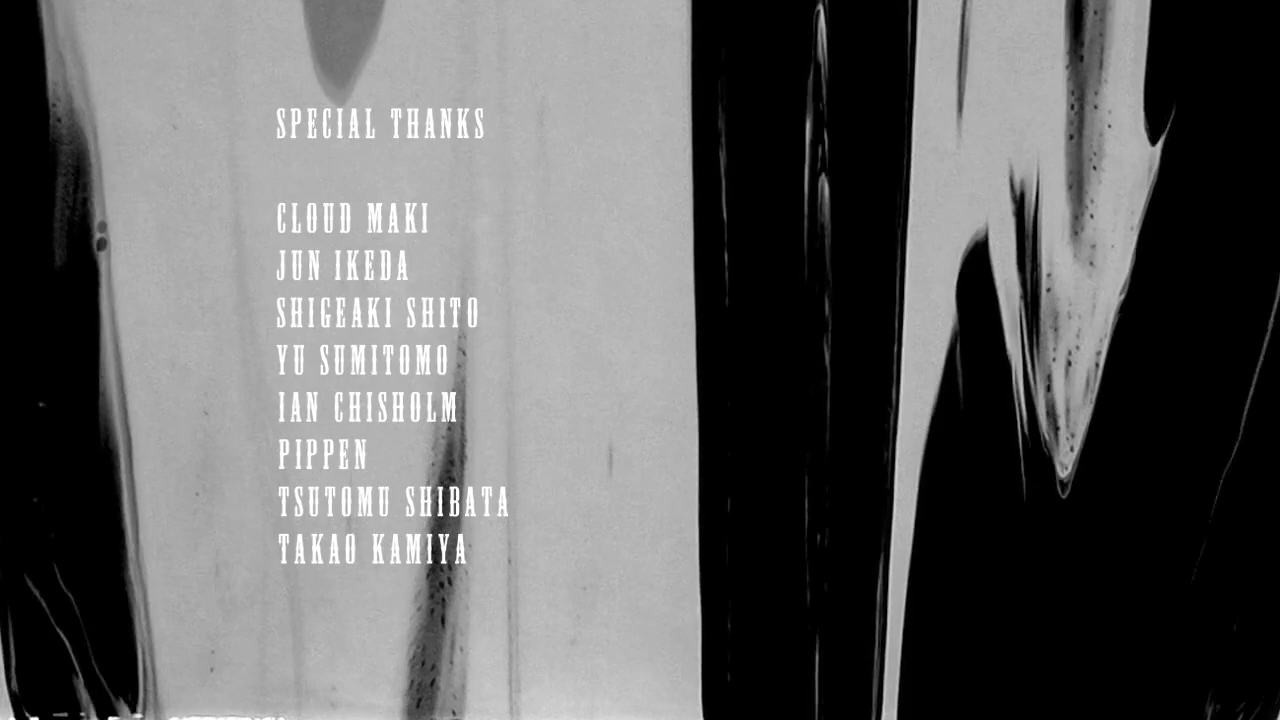 SPECIAL THANKS
CLOUD MAKI
JUN IKEDA
SHIGEAKI SHITO
YU SUMITOMO
IAN CHISHOLM
PIPPEN
TSUTOMU SHIBATA
TAKAO KAMIYA